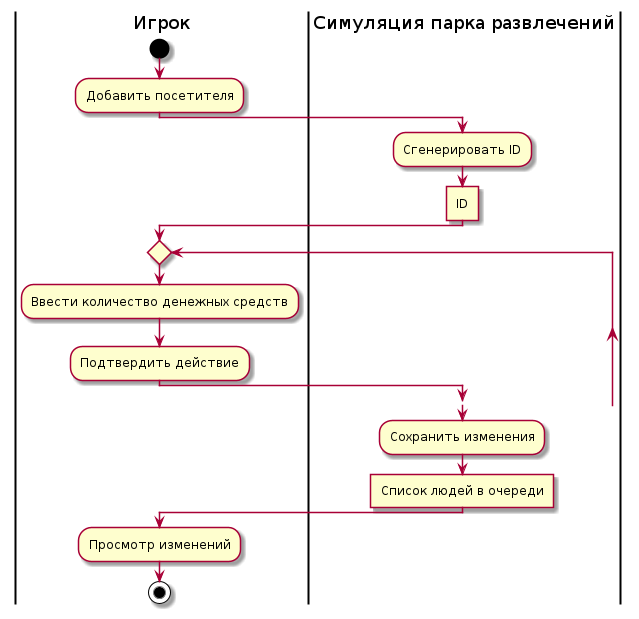 Игрок
Симуляция парка развлечений
Добавить посетителя
Сгенерировать ID
ID
Ввести количество денежных средств
Подтвердить действие
Сохранить изменения
Список людей в очереди
Просмотр изменений